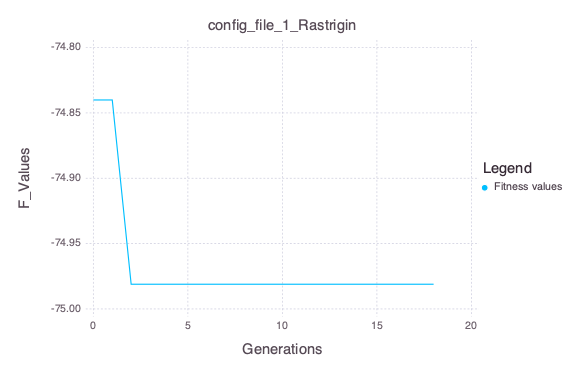 config_file_1_Rastrigin
F_Values
-74.80
-74.85
-74.90
-74.95
-75.00
0 5 10 15 20
Generations
Legend
Fitness values